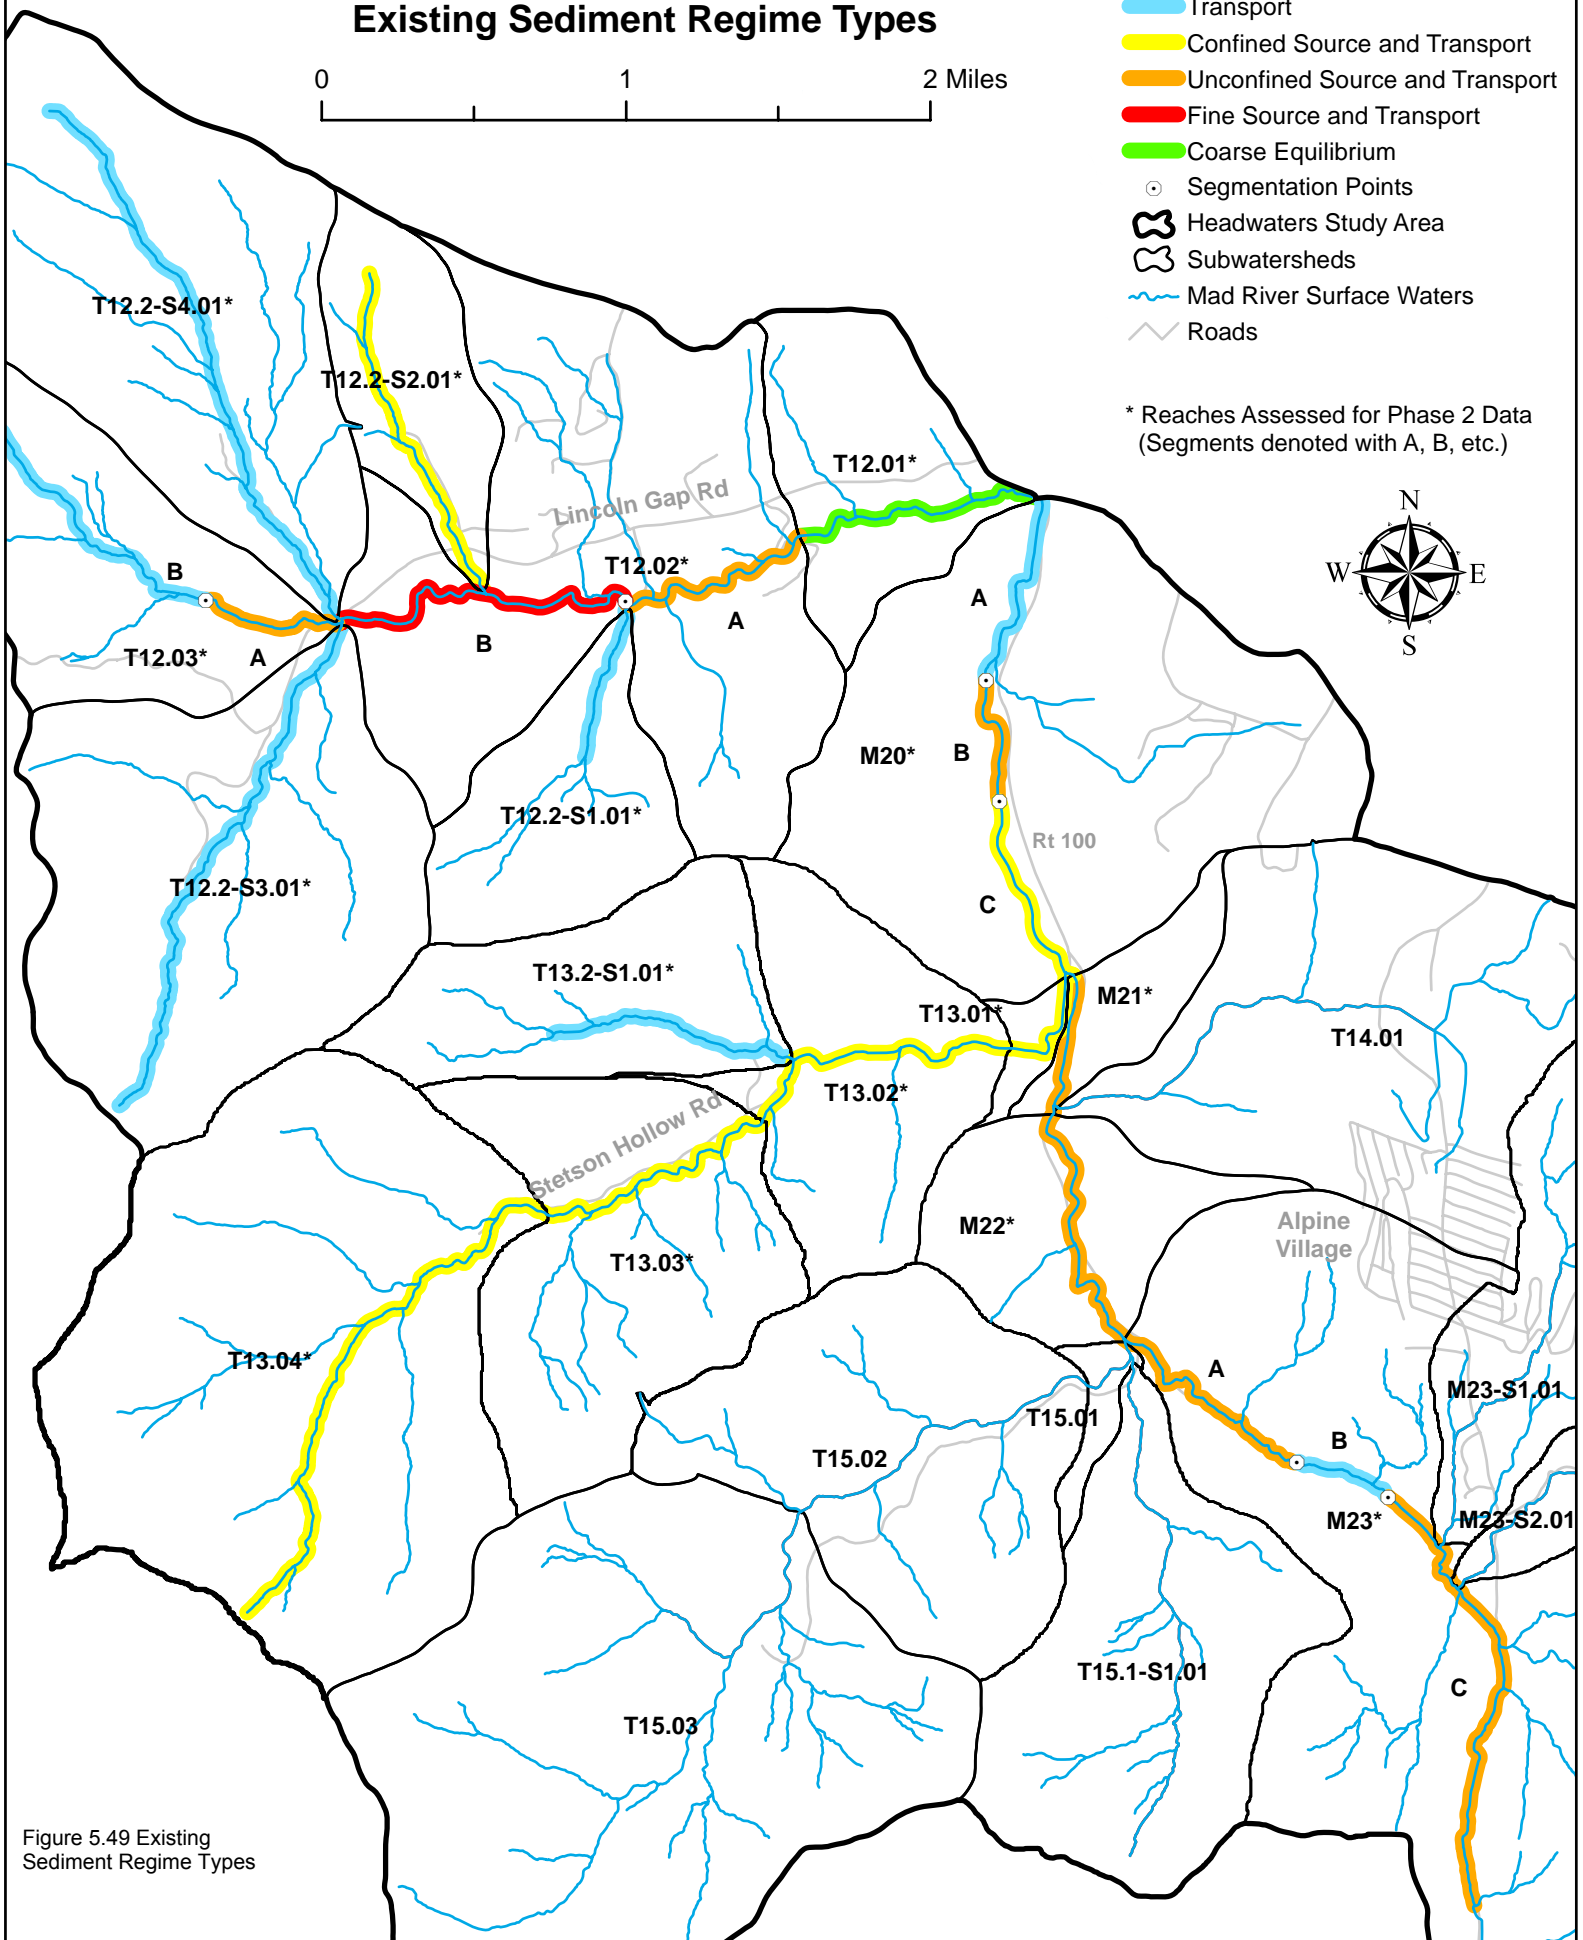 Existing Sediment Regime Types
Transport
Confined Source and Transport
Unconfined Source and Transport
Fine Source and Transport
Coarse Equilibrium
Segmentation Points
Headwaters Study Area
Subwatersheds
Mad River Surface Waters
Roads
* Reaches Assessed for Phase 2 Data
(Segments denoted with A, B, etc.)
0 1 2 Miles
N
W E
S
T12.2-S4.01*
T12.2-S2.01*
T12.01*
Lincoln Gap Rd
T12.02*
B
A
A
B
T12.03*
A
M20*
B
T12.2-S1.01*
Rt 100
T12.2-S3.01*
C
T13.2-S1.01*
M21*
T13.01*
T14.01
T13.02*
Stetson Hollow Rd
M22*
Alpine
Village
T13.03*
T13.04*
A
M23-S1.01
T15.01
B
T15.02
M23*
M23-S2.01
T15.1-S1.01
C
T15.03
Figure 5.49 Existing
Sediment Regime Types